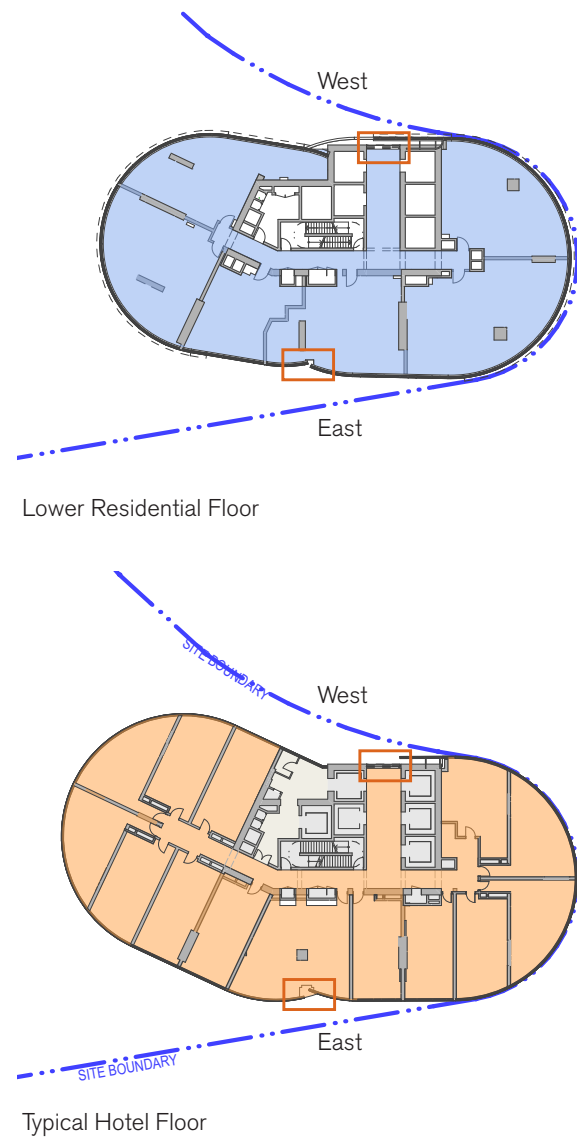 West
East
Lower Residential Floor
SITE BOUNDARY
West
East
SITE BOUNDARY
Typical Hotel Floor